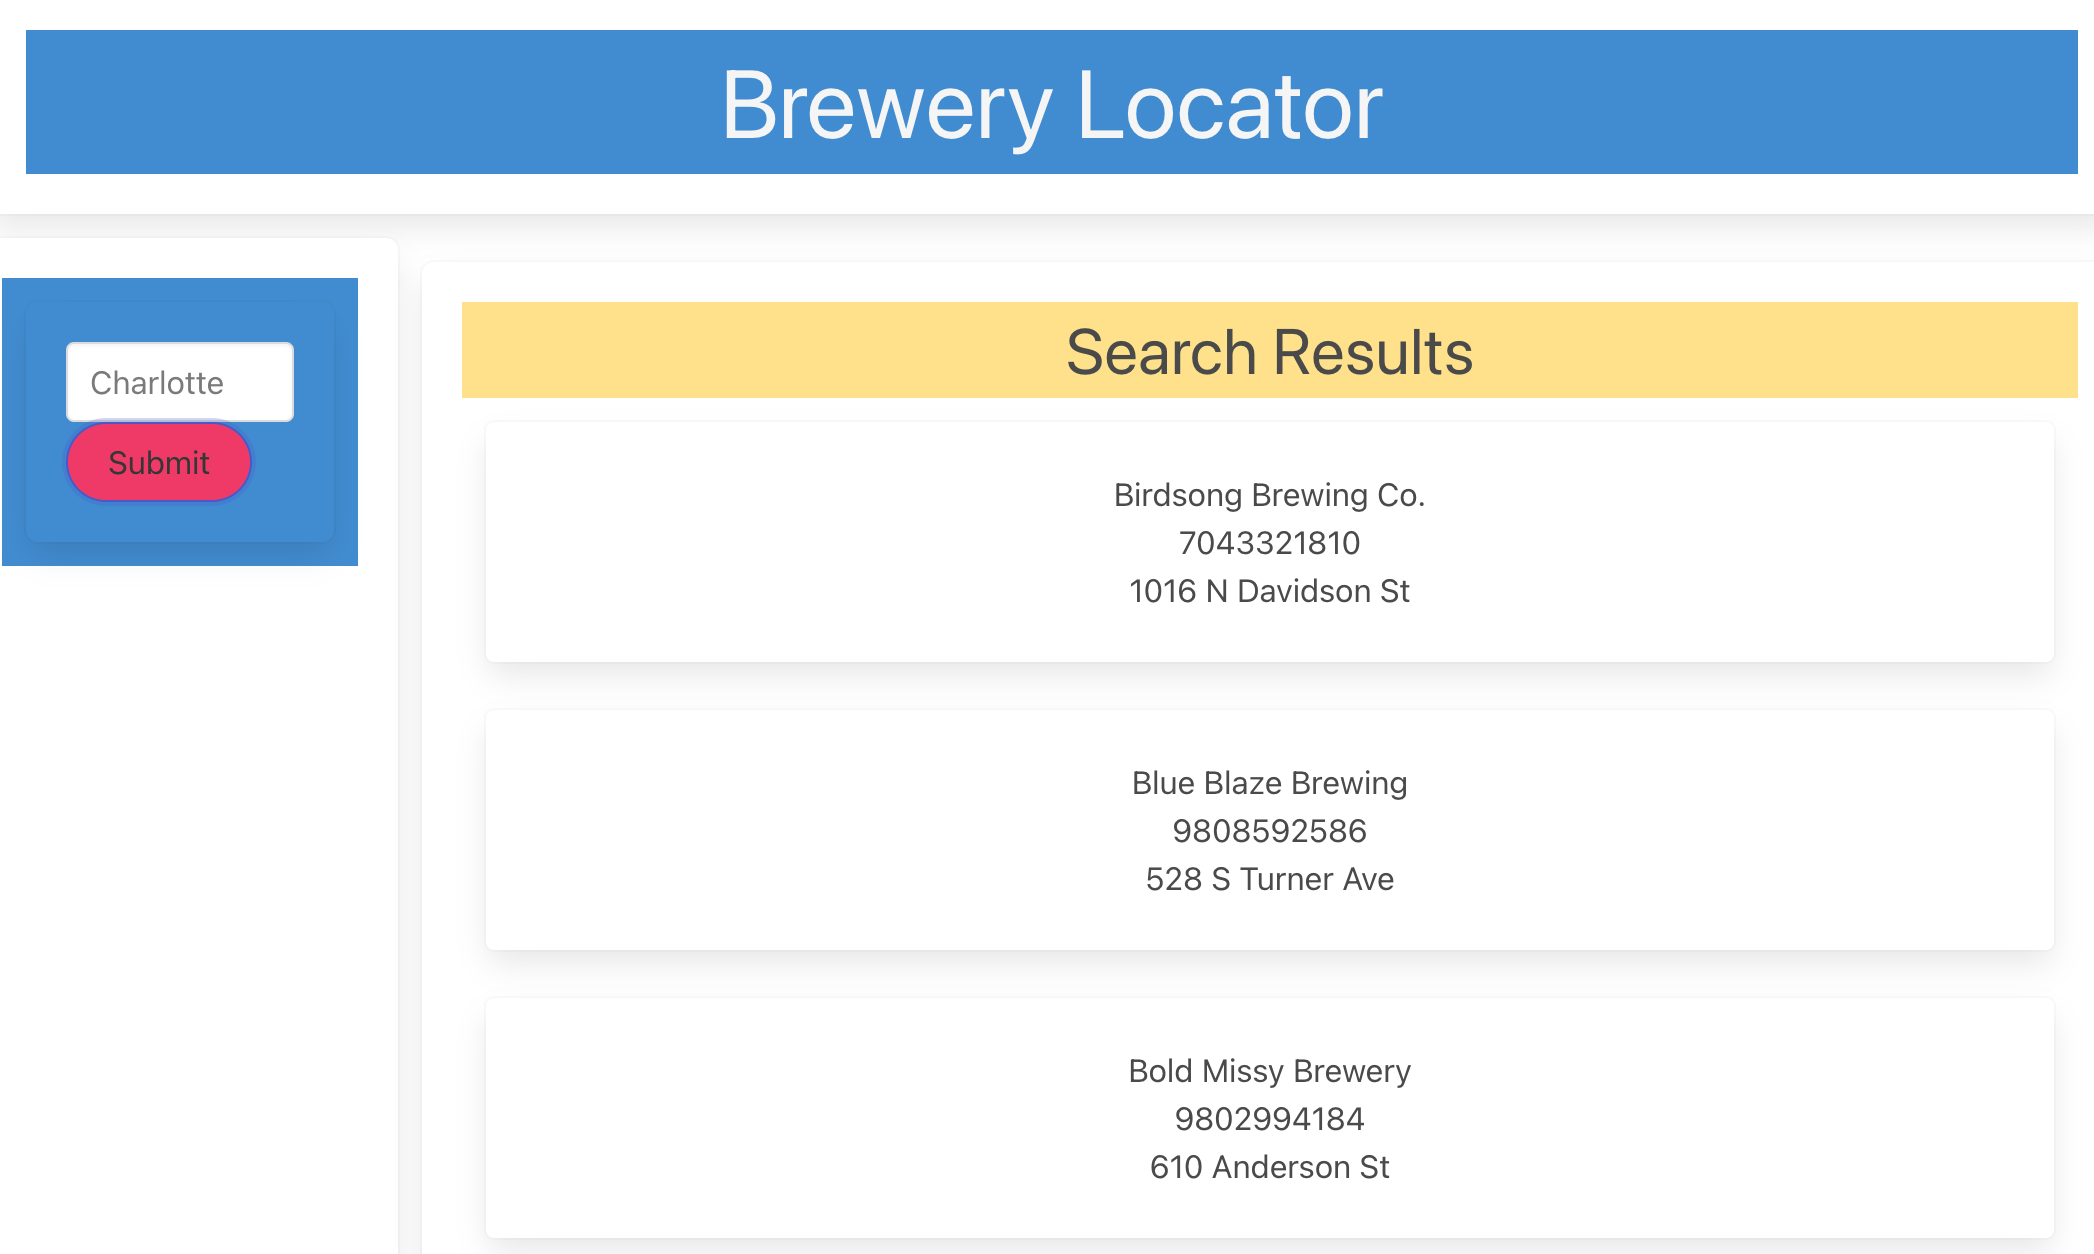 Brewery Locator
Charlotte
Submit
Search Results
Birdsong Brewing Co.
7043321810
1016 N Davidson St
Blue Blaze Brewing
9808592586
528 S Turner Ave
Bold Missy Brewery
9802994184
610 Anderson St